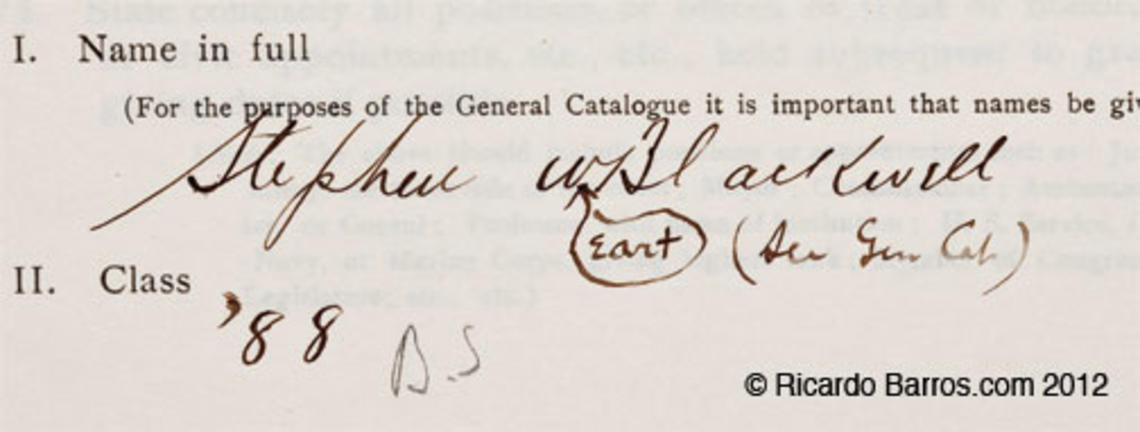 I. Name in full
(For the purposes of the General Catalogue it is important that names be giv
Stephen W Blackwell
(Eart) (See Gen Cat)
II. Class
'88 B.S
© Ricardo Barros.com 2012